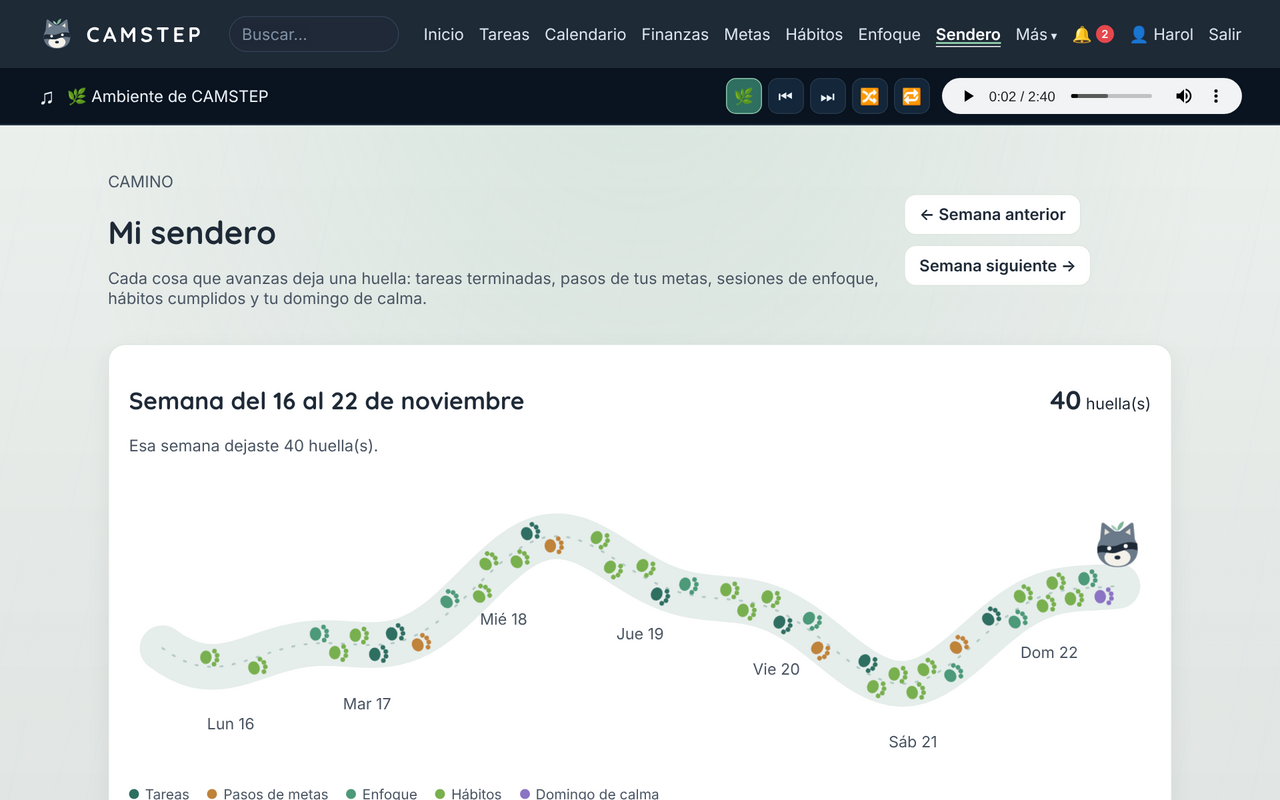 CAMSTEP
Buscar...
Inicio Tareas Calendario Finanzas Metas Hábitos Enfoque Sendero Más ▾ 2 Harol Salir
Ambiente de CAMSTEP
0:02 / 2:40
CAMINO
Mi sendero
Cada cosa que avanzas deja una huella: tareas terminadas, pasos de tus metas, sesiones de enfoque,
hábitos cumplidos y tu domingo de calma.
← Semana anterior
Semana siguiente →
Semana del 16 al 22 de noviembre
40 huella(s)
Esa semana dejaste 40 huella(s).
Lun 16
Mar 17
Mié 18
Jue 19
Vie 20
Sáb 21
Dom 22
Tareas Pasos de metas Enfoque Hábitos Domingo de calma